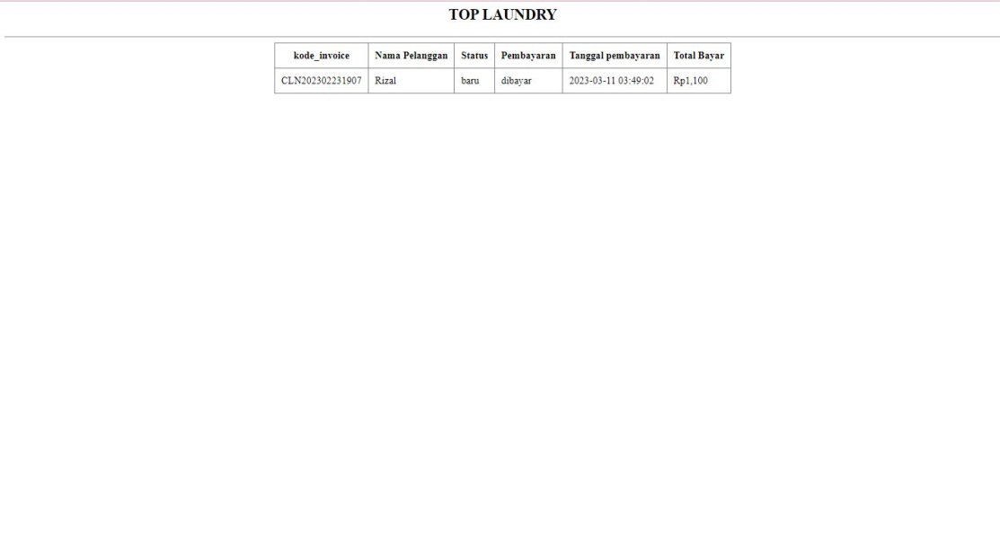 TOP LAUNDRY
kode_invoice Nama Pelanggan Status Pembayaran Tanggal pembayaran Total Bayar
CLN202302231907 Rizal baru dibayar 2023-03-11 03:49:02 Rp1,100